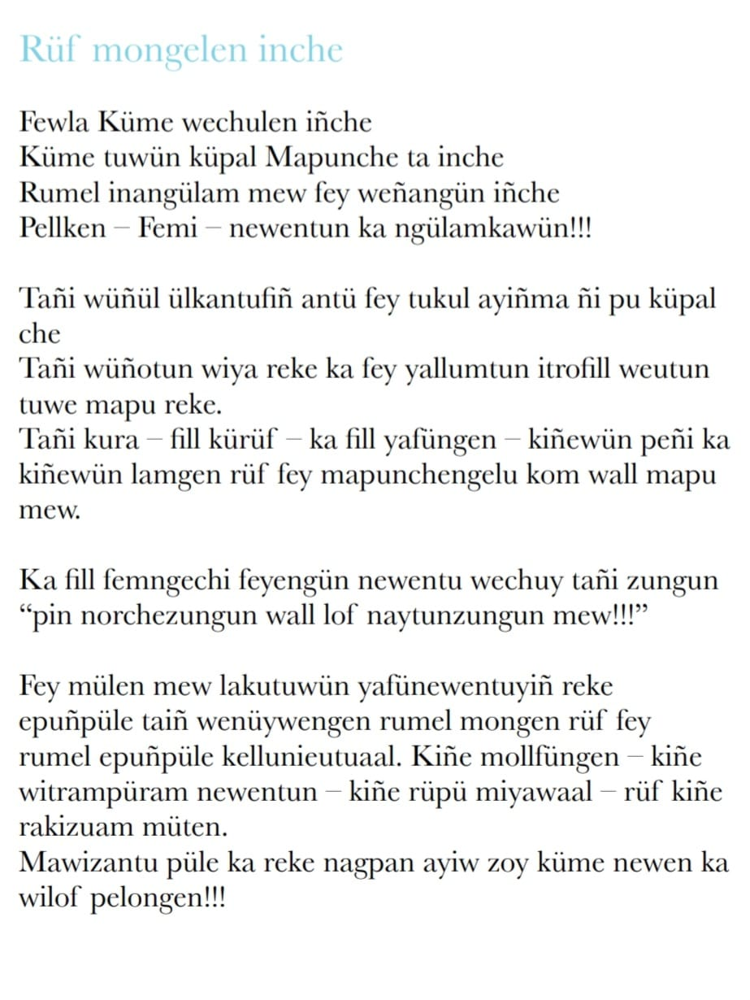 Rüf mongelen inche
Fewla Küme wechulen iñche
Küme tuwün küpal Mapunche ta inche
Rumel inangülam mew fey weñangün iñche
Pellken – Femi – newentun ka ngülamkawün!!!
Tañi wüñül ülkantufiñ antü fey tukul ayiñma ñi pu küpal
che
Tañi wüñotun wiya reke ka fey yallumtun itrofill weutun
tuwe mapu reke.
Tañi kura – fill kürüf – ka fill yafüngen – kiñewün peñi ka
kiñewün lamgen rüf fey mapunchengelu kom wall mapu
mew.
Ka fill femngechi feyengün newentu wechuy tañi zungun
“pin norchezungun wall lof naytunzungun mew!!!”
Fey mülen mew lakutuwün yafünewentuyiñ reke
epuñpüle taiñ wenüywengen rumel mongen rüf fey
rumel epuñpüle kellunieutuaal. Kiñe mollfüngen – kiñe
witrampüram newentun – kiñe rüpü miyawaal – rüf kiñe
rakizuam müten.
Mawizantu püle ka reke nagpan ayiw zoy küme newen ka
wilof pelongen!!!